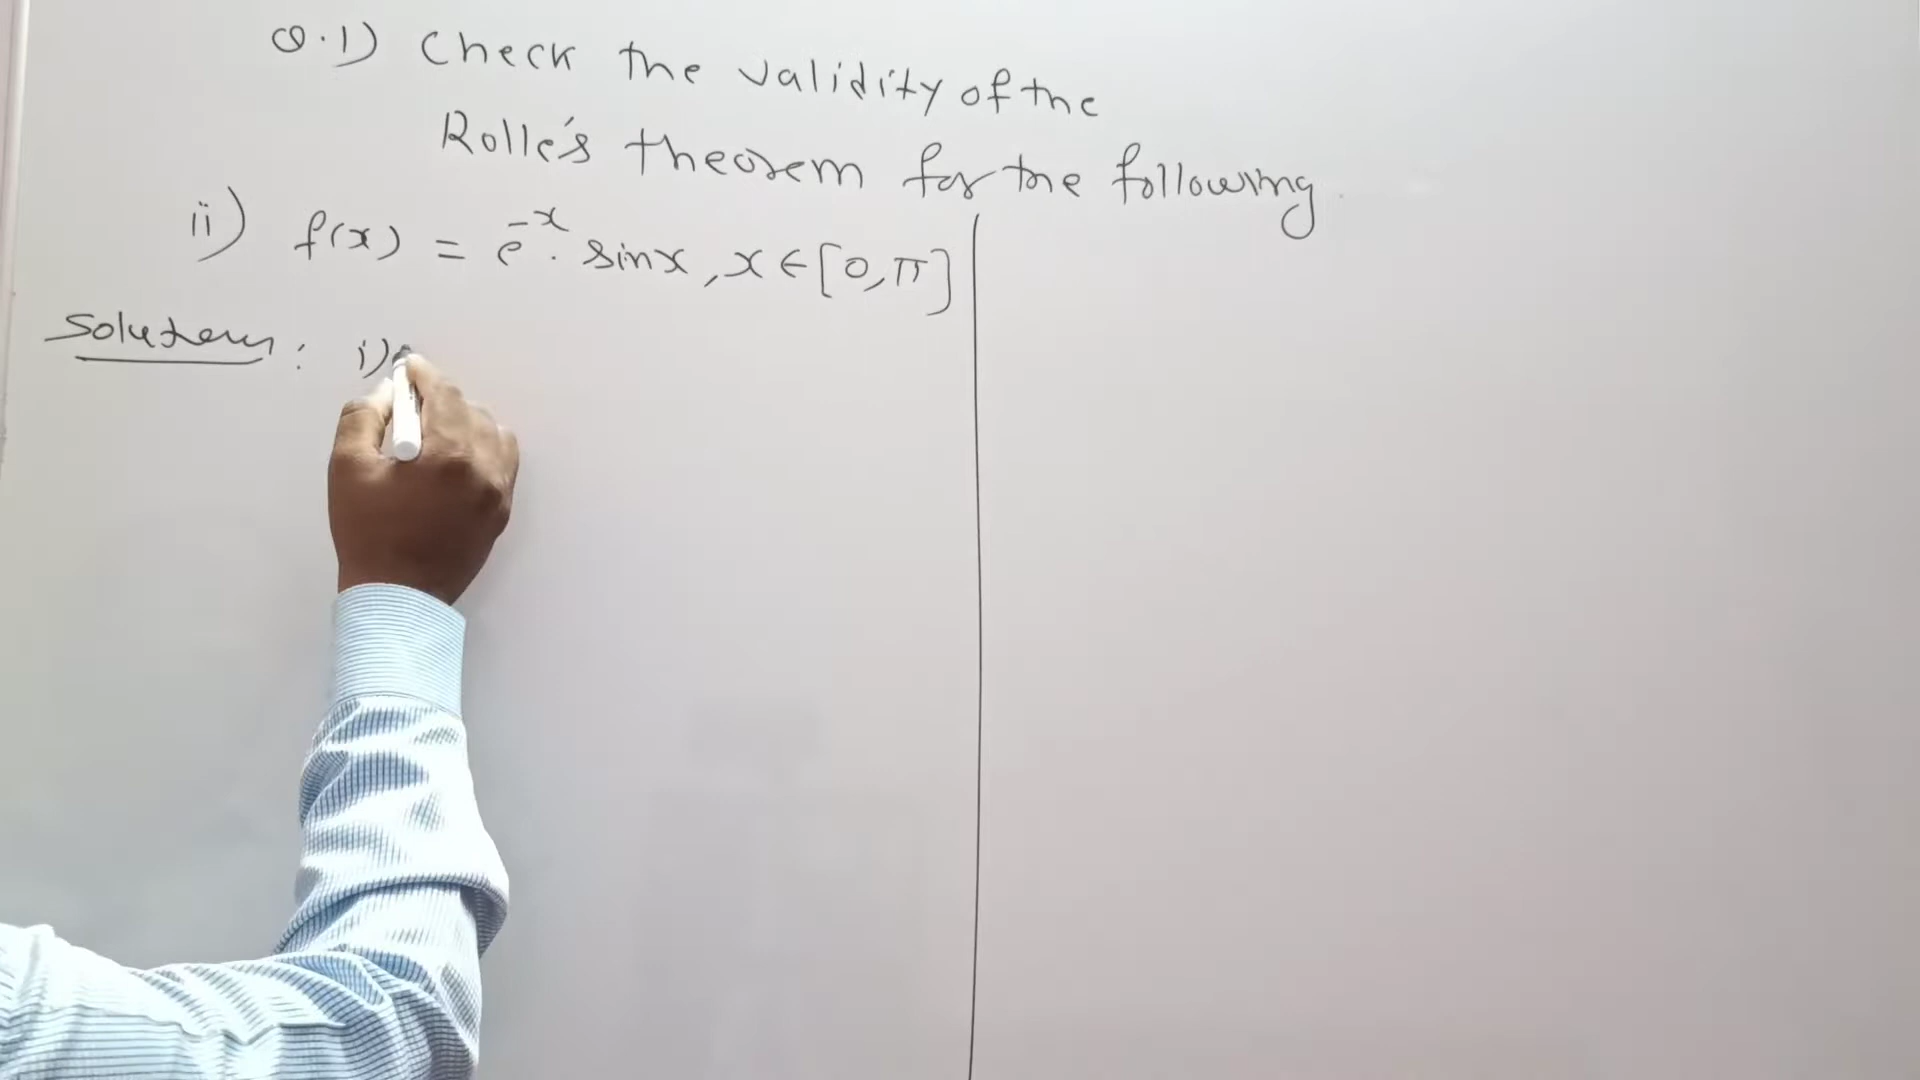 Q.1) Check the validity of the
Rolle's theorem for the following.
ii) f(x) = e⁻ˣ. sinx, x ∈ [0, π]
Solution : i)